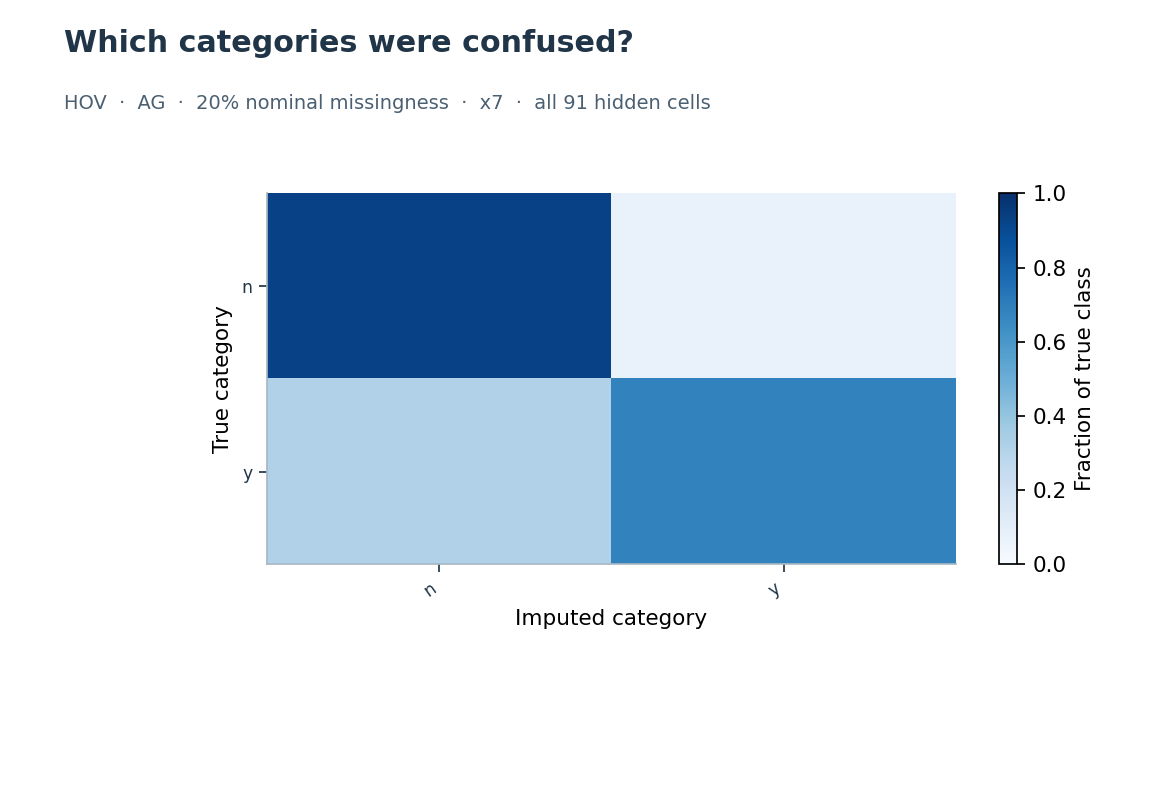 Which categories were confused?
HOV · AG · 20% nominal missingness · x7 · all 91 hidden cells
True category
n
y
n
y
Imputed category
1.0
0.8
0.6
0.4
0.2
0.0
Fraction of true class